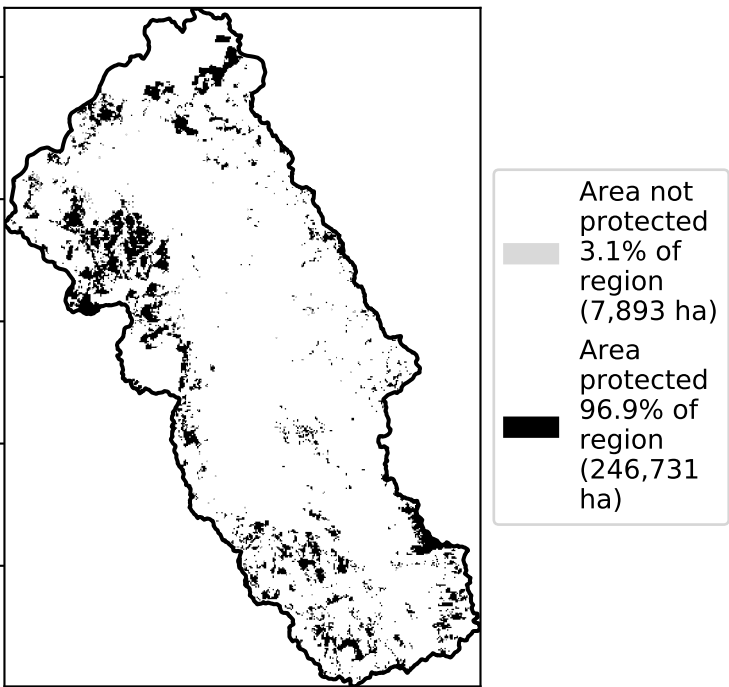 Area not
protected
3.1% of
region
(7,893 ha)
Area
protected
96.9% of
region
(246,731
ha)